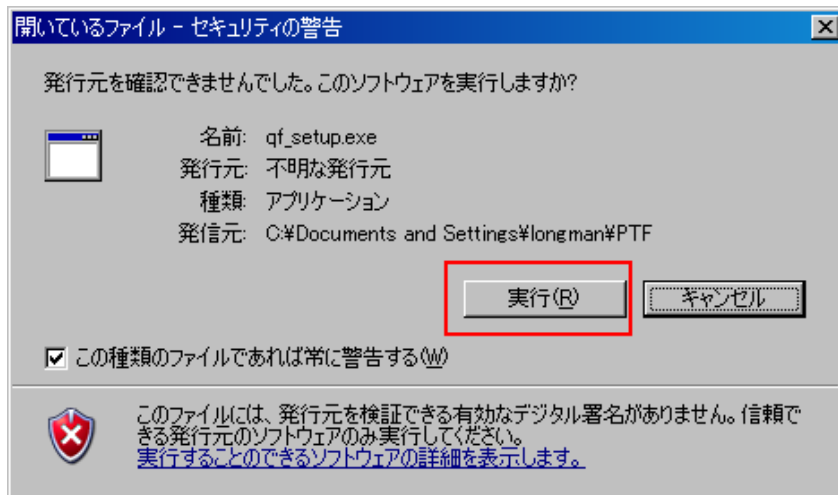 開いているファイル - セキュリティの警告
発行元を確認できませんでした。このソフトウェアを実行しますか?
名前: qf_setup.exe
発行元: 不明な発行元
種類: アプリケーション
発信元: C:¥Documents and Settings¥longman¥PTF
実行(R) キャンセル
この種類のファイルであれば常に警告する(W)
このファイルには、発行元を検証できる有効なデジタル署名がありません。信頼で
きる発行元のソフトウェアのみ実行してください。
実行することのできるソフトウェアの詳細を表示します。